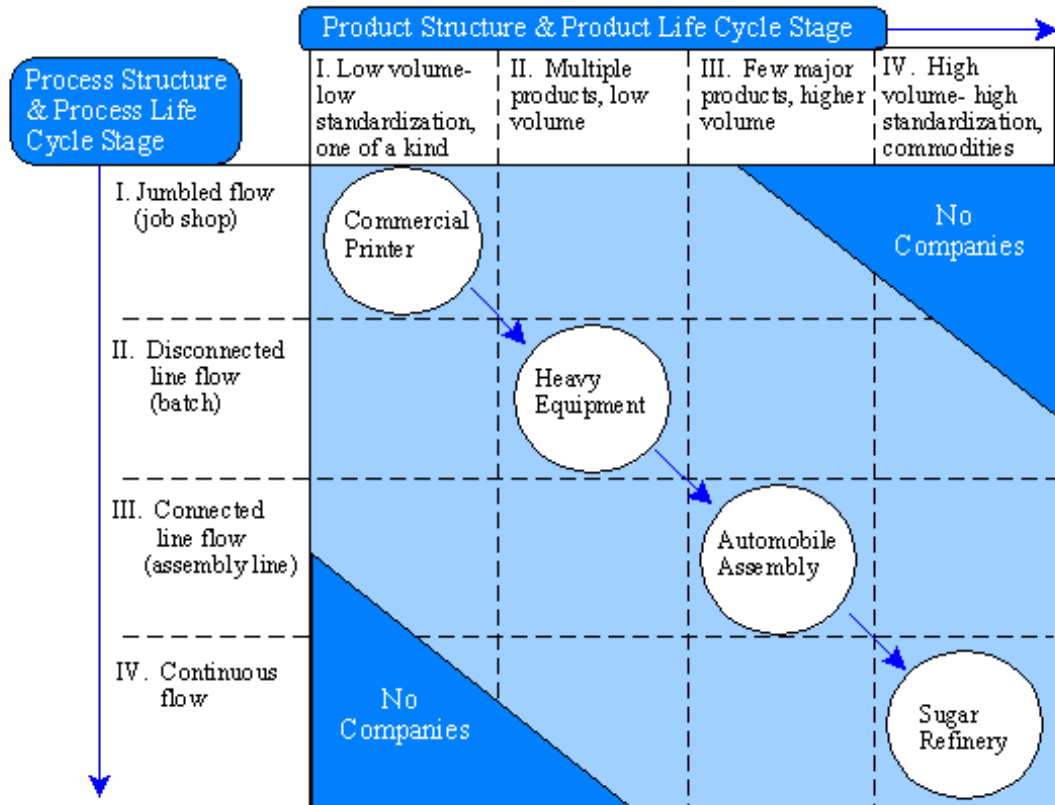 Product Structure & Product Life Cycle Stage
Process Structure
& Process Life
Cycle Stage
I. Low volume-
low
standardization,
one of a kind
II. Multiple
products, low
volume
III. Few major
products, higher
volume
IV. High
volume- high
standardization,
commodities
I. Jumbled flow
(job shop)
Commercial
Printer
No
Companies
II. Disconnected
line flow
(batch)
Heavy
Equipment
III. Connected
line flow
(assembly line)
Automobile
Assembly
IV. Continuous
flow
No
Companies
Sugar
Refinery